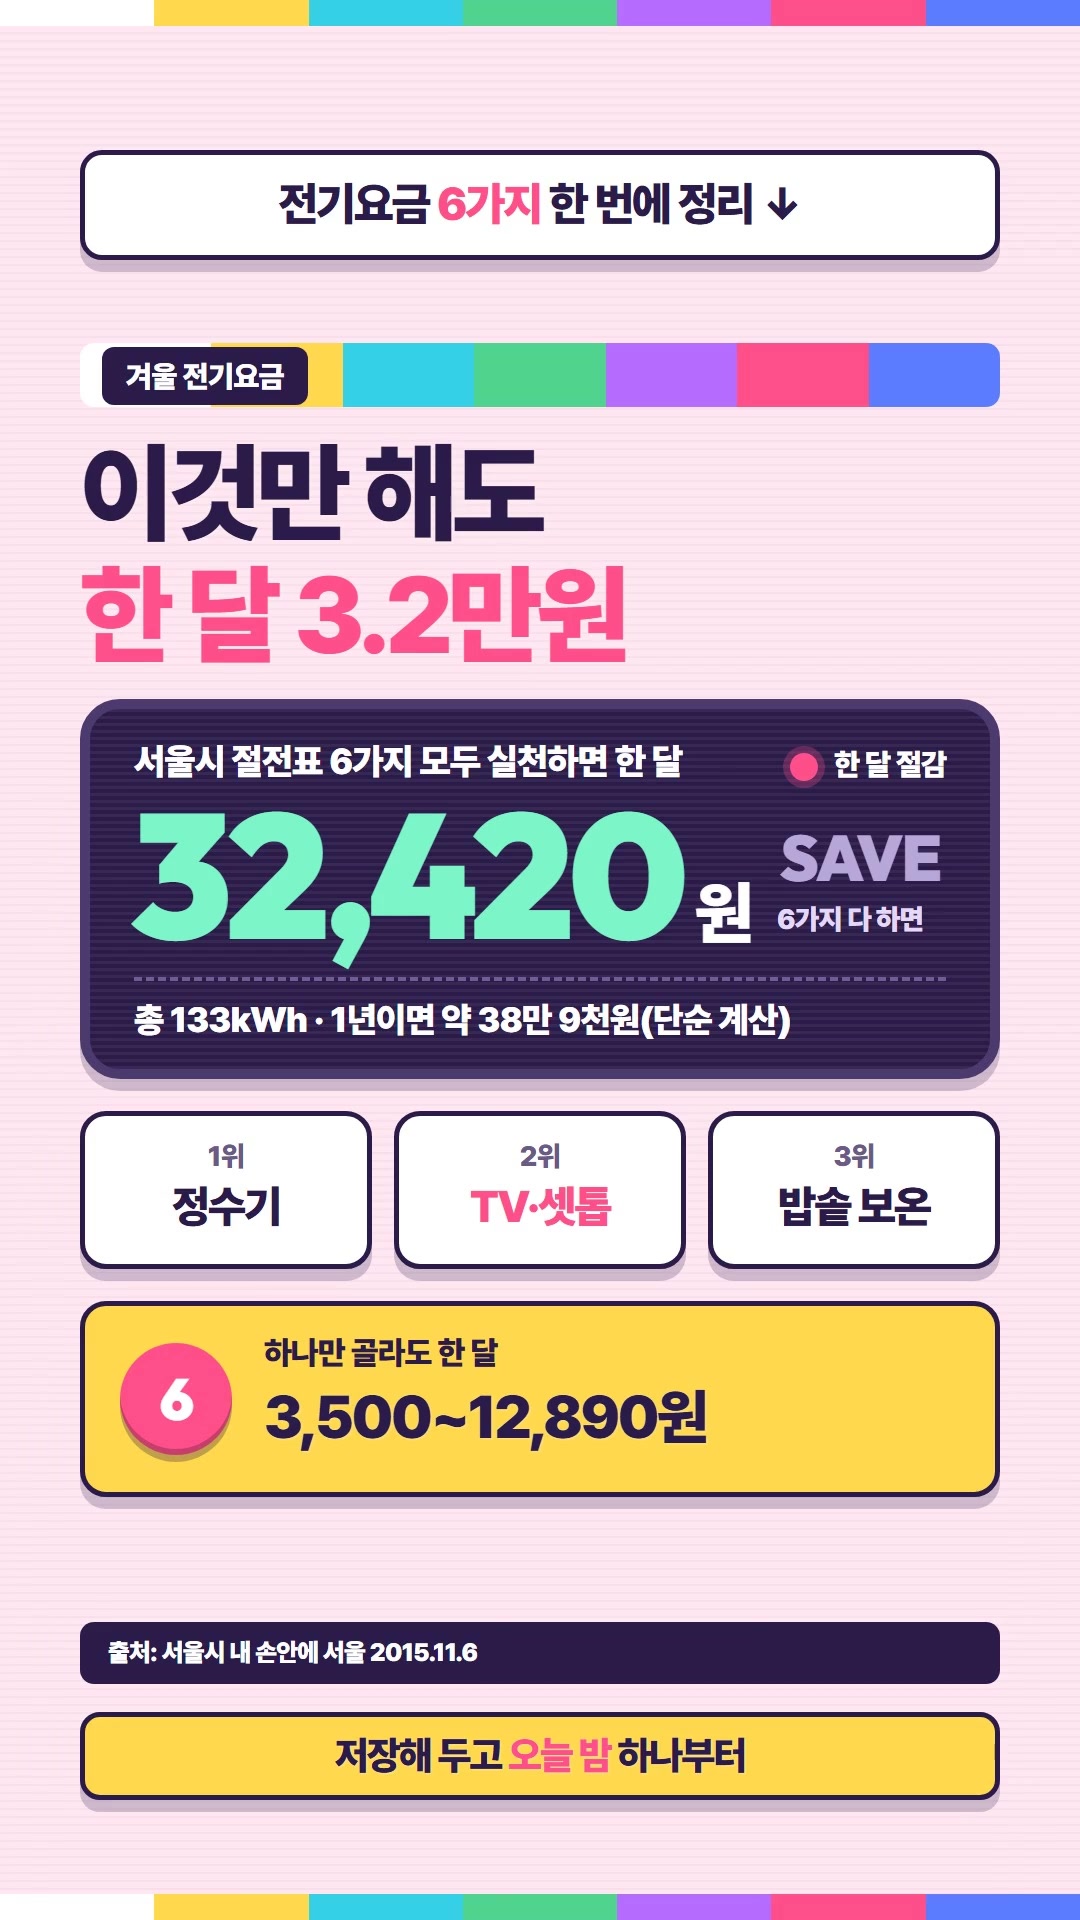 전기요금 6가지 한 번에 정리 ↓
겨울 전기요금
이것만 해도
한 달 3.2만원
서울시 절전표 6가지 모두 실천하면 한 달
한 달 절감
32,420원
SAVE
6가지 다 하면
총 133kWh · 1년이면 약 38만 9천원(단순 계산)
1위
정수기
2위
TV·셋톱
3위
밥솥 보온
6
하나만 골라도 한 달
3,500~12,890원
출처: 서울시 내 손안에 서울 2015.11.6
저장해 두고 오늘 밤 하나부터